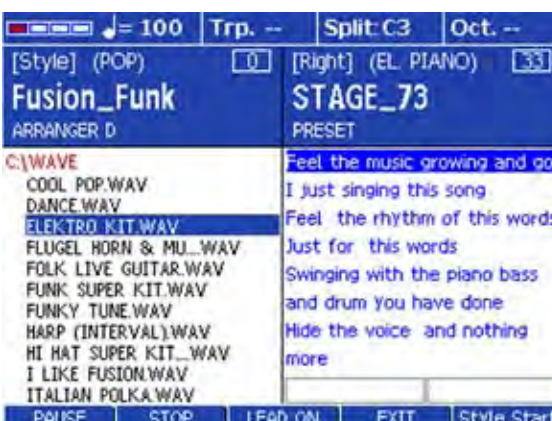 ♩= 100 Trp. -- Split: C3 Oct. --
[Style] (POP) 0
Fusion_Funk
ARRANGER D
[Right] (EL. PIANO) 33
STAGE_73
PRESET
C:\WAVE
COOL POP.WAV
DANCE.WAV
ELEKTRO KIT.WAV
FLUGEL HORN & MU__WAV
FOLK LIVE GUITAR.WAV
FUNK SUPER KIT.WAV
FUNKY TUNE.WAV
HARP (INTERVAL).WAV
HI HAT SUPER KIT__WAV
I LIKE FUSION.WAV
ITALIAN POLKA.WAV
Feel the music growing and go
I just singing this song
Feel the rhythm of this words
Just for this words
Swinging with the piano bass
and drum you have done
Hide the voice and nothing
more
PAUSE STOP LEAD ON EXIT Style Start